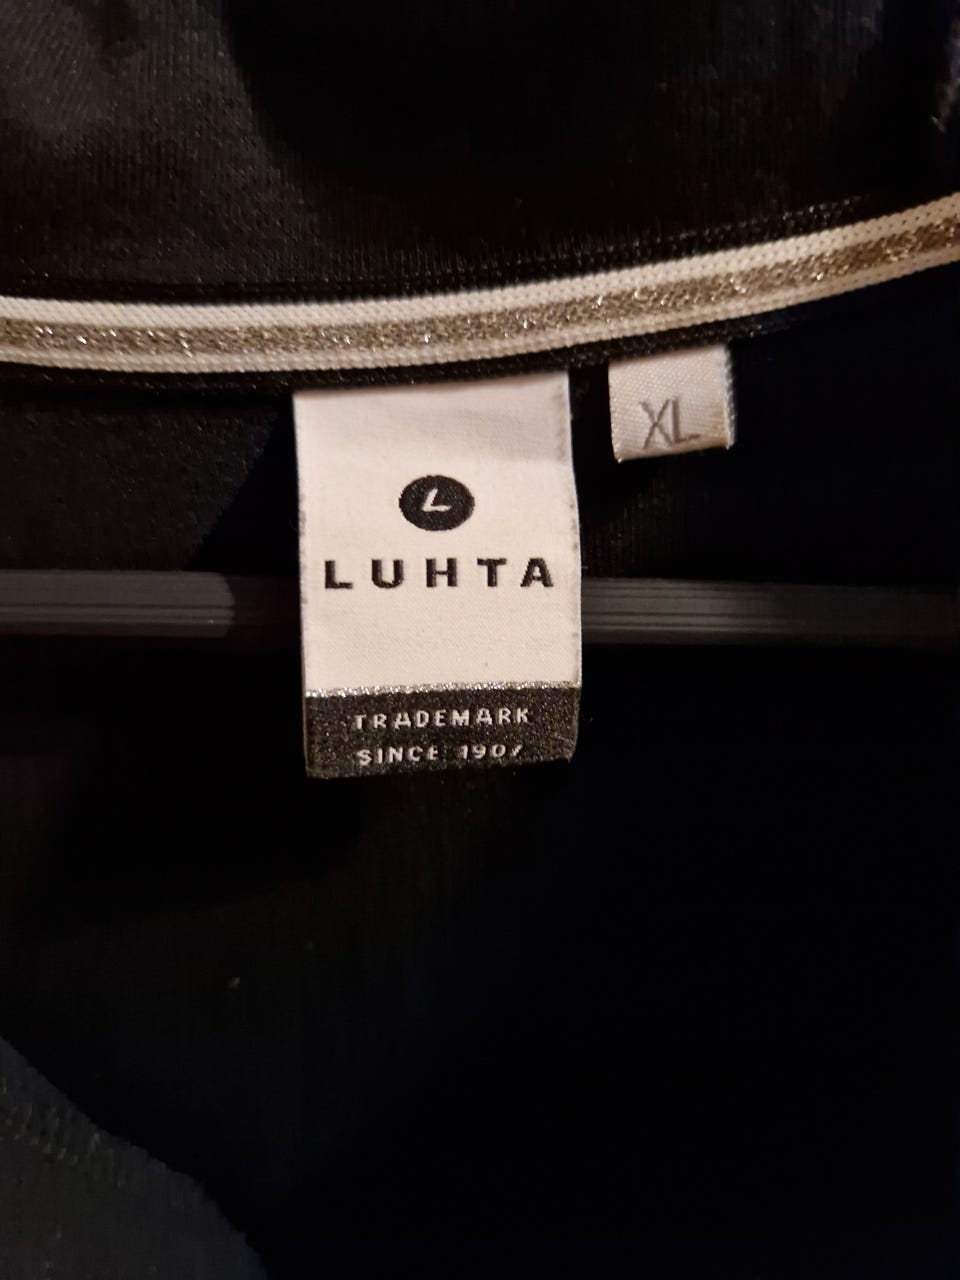 XL
L
LUHTA
TRADEMARK
SINCE 1907